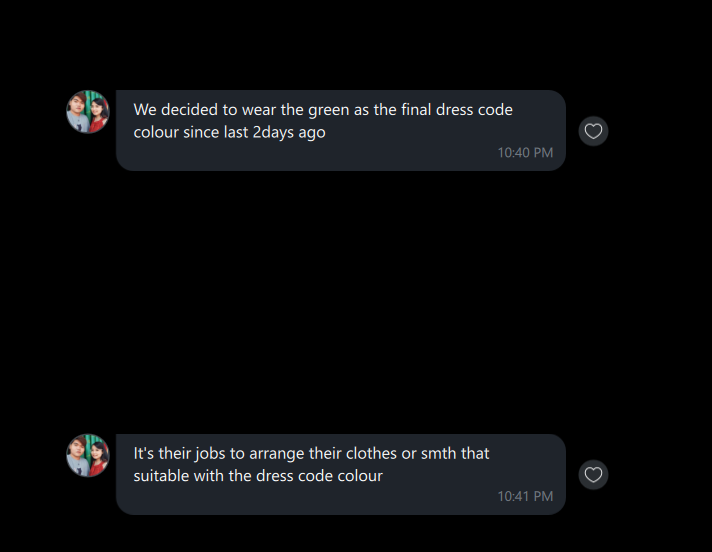 We decided to wear the green as the final dress code
colour since last 2days ago
10:40 PM
It's their jobs to arrange their clothes or smth that
suitable with the dress code colour
10:41 PM